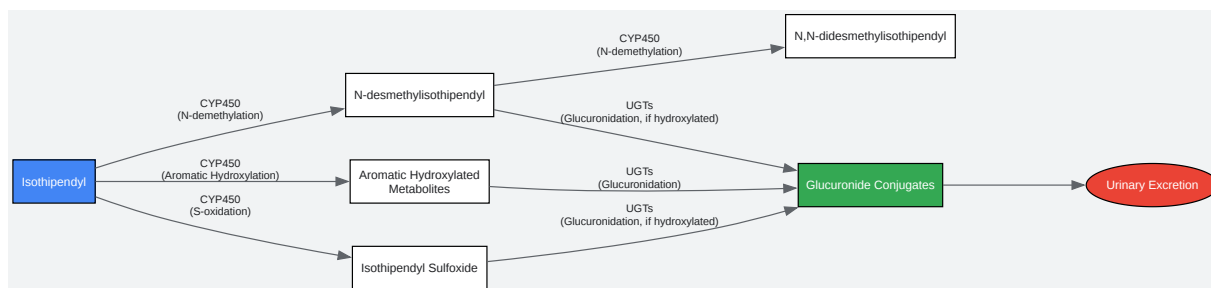 CYP450
(N-demethylation)
N,N-didesmethylisothipendyl
CYP450
(N-demethylation)
N-desmethylisothipendyl
UGTs
(Glucuronidation, if hydroxylated)
Isothipendyl
CYP450
(Aromatic Hydroxylation)
Aromatic Hydroxylated
Metabolites
UGTs
(Glucuronidation)
Glucuronide Conjugates
Urinary Excretion
CYP450
(S-oxidation)
Isothipendyl Sulfoxide
UGTs
(Glucuronidation, if hydroxylated)